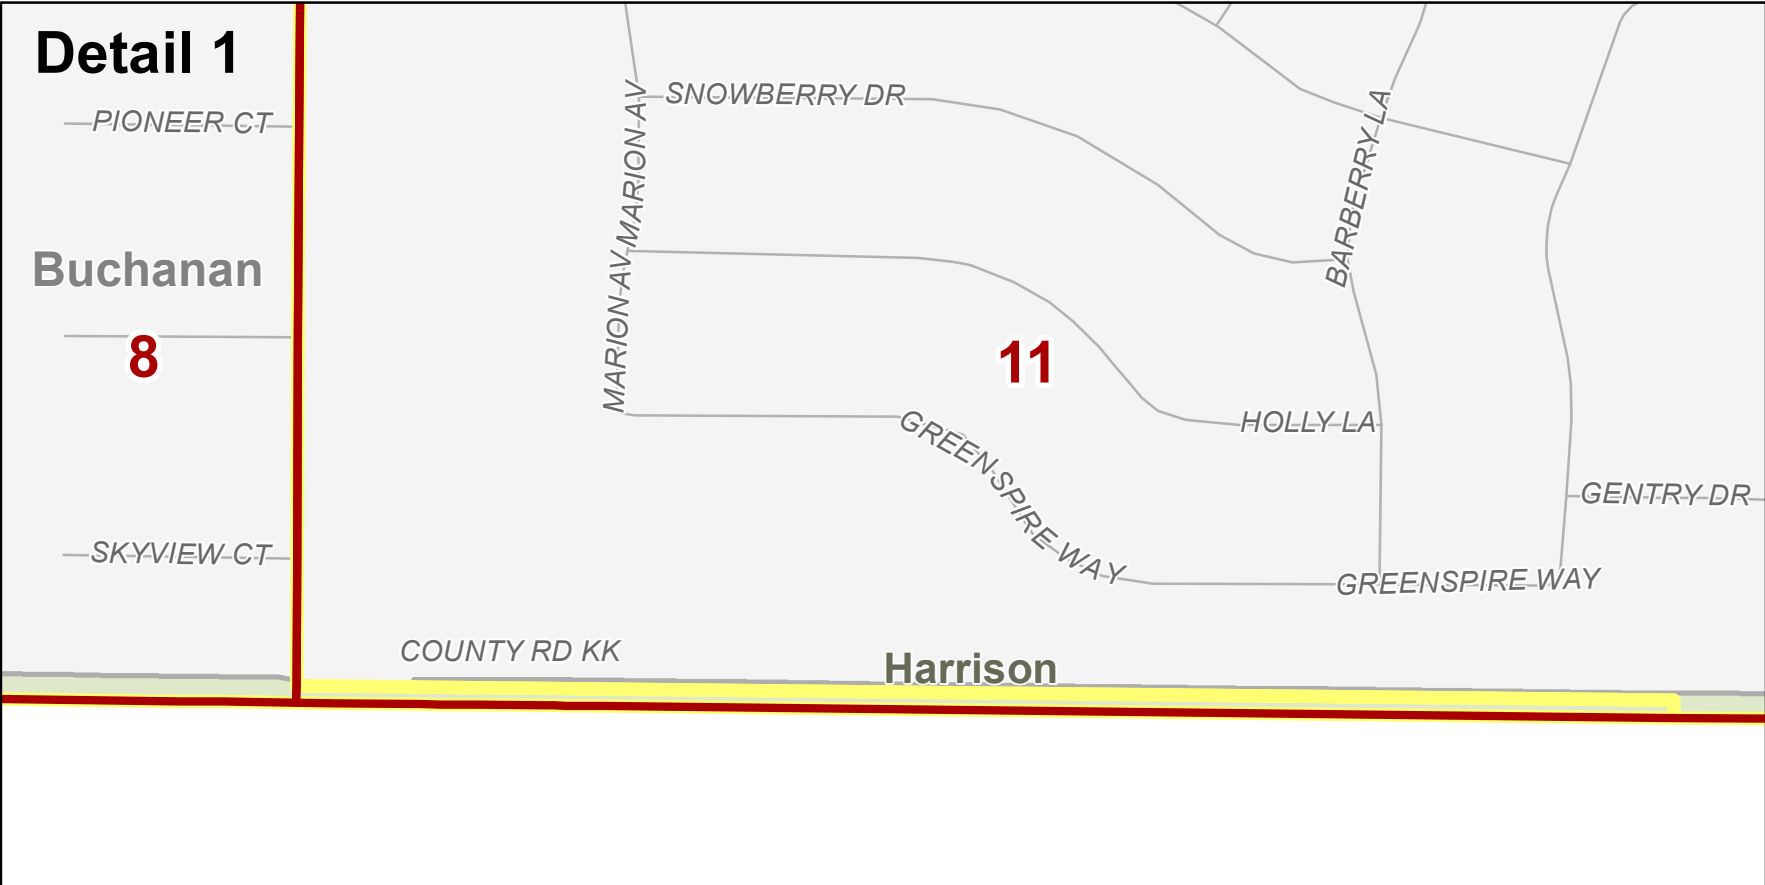 Detail 1
PIONEER CT
SNOWBERRY DR
MARION AV
BARBERRY LA
Buchanan
MARION AV
8
11
HOLLY LA
GREEN SPIRE WAY
GENTRY DR
SKYVIEW CT
GREENSPIRE WAY
COUNTY RD KK
Harrison